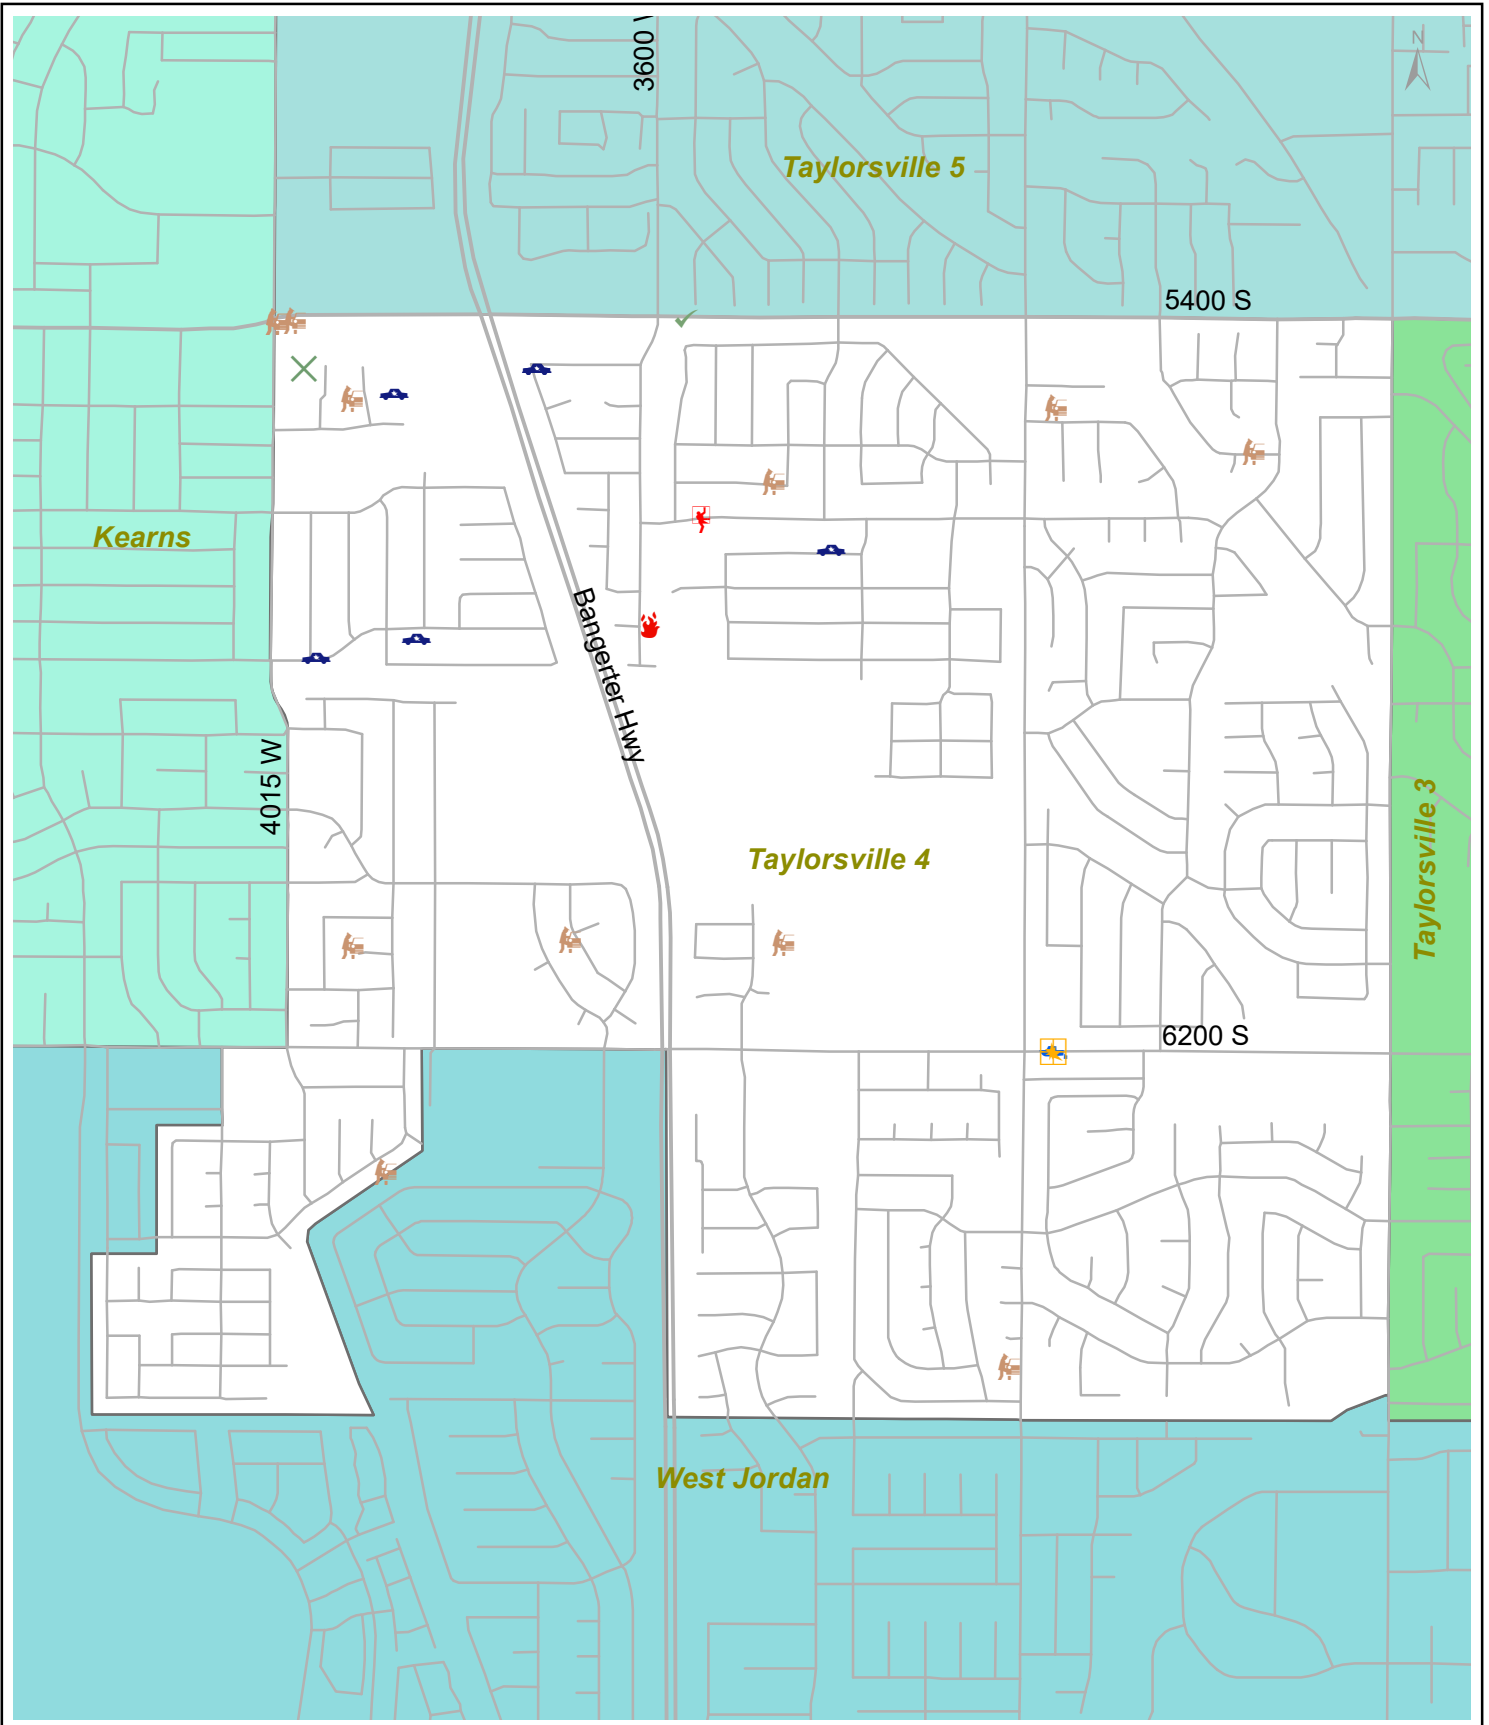 3600 W
N
Taylorsville 5
5400 S
Kearns
Bangerter Hwy
4015 W
Taylorsville 4
Taylorsville 3
6200 S
West Jordan